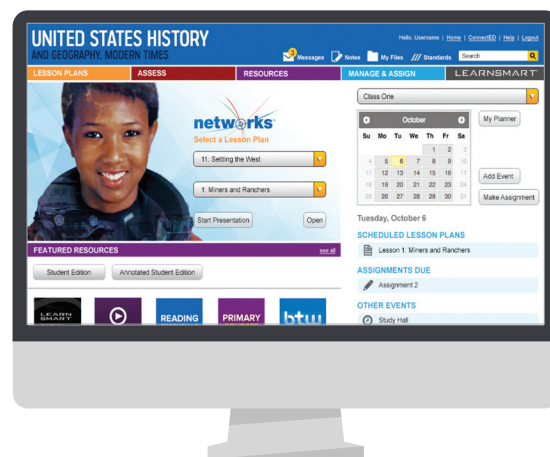 UNITED STATES HISTORY
AND GEOGRAPHY, MODERN TIMES
Hello, Username | Home | ConnectED | Help | Logout
3 Messages Notes My Files Standards Search
LESSON PLANS ASSESS RESOURCES MANAGE & ASSIGN LEARNSMART
networks
Select a Lesson Plan
11: Settling the West
1: Miners and Ranchers
Start Presentation Open
FEATURED RESOURCES see all
Student Edition Annotated Student Edition
LEARN
SMART
READING
PRIMARY
btw
Class One
October My Planner
Su Mo Tu We Th Fr Sa
1 2 3
4 5 6 7 8 9 10
11 12 13 14 15 16 17
18 19 20 21 22 23 24
25 26 27 28 29 30 31
Add Event
Make Assignment
Tuesday, October 6
SCHEDULED LESSON PLANS
Lesson 1: Miners and Ranchers
ASSIGNMENTS DUE
Assignment 2
OTHER EVENTS
Study Hall